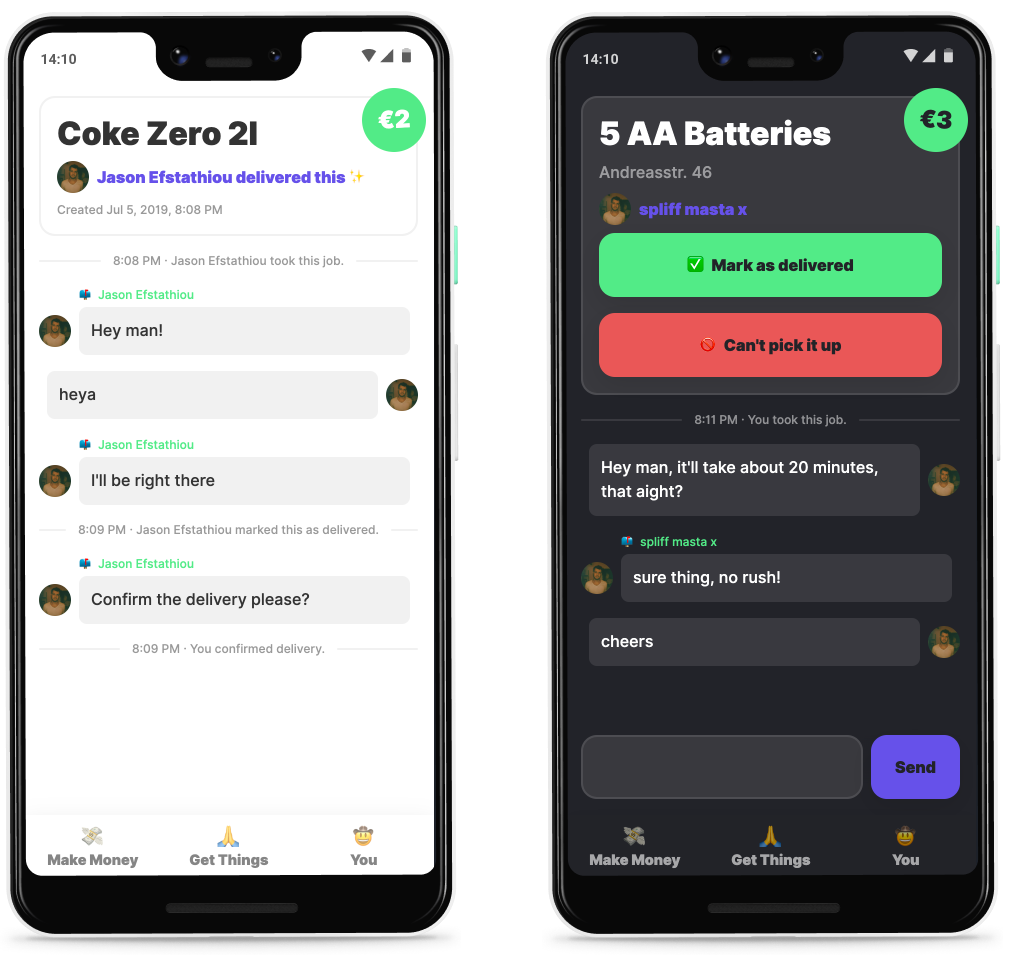 14:10
Coke Zero 2l
€2
Jason Efstathiou delivered this ✨
Created Jul 5, 2019, 8:08 PM
8:08 PM · Jason Efstathiou took this job.
Jason Efstathiou
Hey man!
heya
Jason Efstathiou
I'll be right there
8:09 PM · Jason Efstathiou marked this as delivered.
Jason Efstathiou
Confirm the delivery please?
8:09 PM · You confirmed delivery.
Make Money
Get Things
You
14:10
5 AA Batteries
€3
Andreasstr. 46
spliff masta x
✅ Mark as delivered
🚫 Can't pick it up
8:11 PM · You took this job.
Hey man, it'll take about 20 minutes,
that aight?
spliff masta x
sure thing, no rush!
cheers
Send
Make Money
Get Things
You